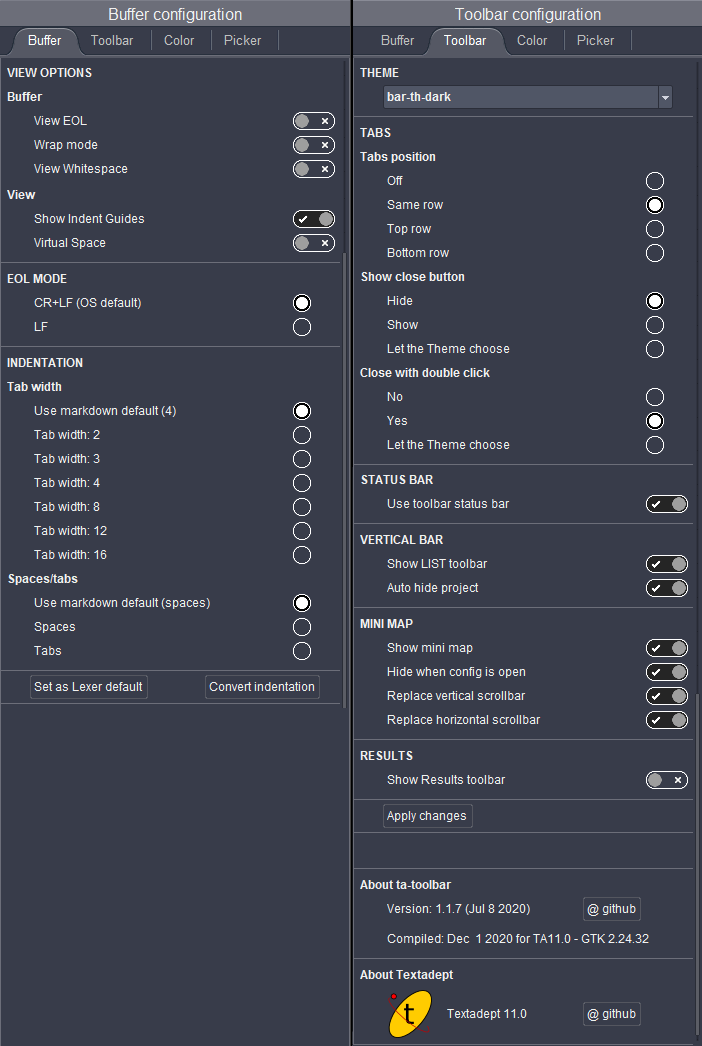 Buffer configuration
Buffer Toolbar Color Picker
VIEW OPTIONS
Buffer
View EOL
Wrap mode
View Whitespace
View
Show Indent Guides
Virtual Space
EOL MODE
CR+LF (OS default)
LF
INDENTATION
Tab width
Use markdown default (4)
Tab width: 2
Tab width: 3
Tab width: 4
Tab width: 8
Tab width: 12
Tab width: 16
Spaces/tabs
Use markdown default (spaces)
Spaces
Tabs
Set as Lexer default Convert indentation
Toolbar configuration
Buffer Toolbar Color Picker
THEME
bar-th-dark
TABS
Tabs position
Off
Same row
Top row
Bottom row
Show close button
Hide
Show
Let the Theme choose
Close with double click
No
Yes
Let the Theme choose
STATUS BAR
Use toolbar status bar
VERTICAL BAR
Show LIST toolbar
Auto hide project
MINI MAP
Show mini map
Hide when config is open
Replace vertical scrollbar
Replace horizontal scrollbar
RESULTS
Show Results toolbar
Apply changes
About ta-toolbar
Version: 1.1.7 (Jul 8 2020) @ github
Compiled: Dec  1 2020 for TA11.0 - GTK 2.24.32
About Textadept
t Textadept 11.0 @ github